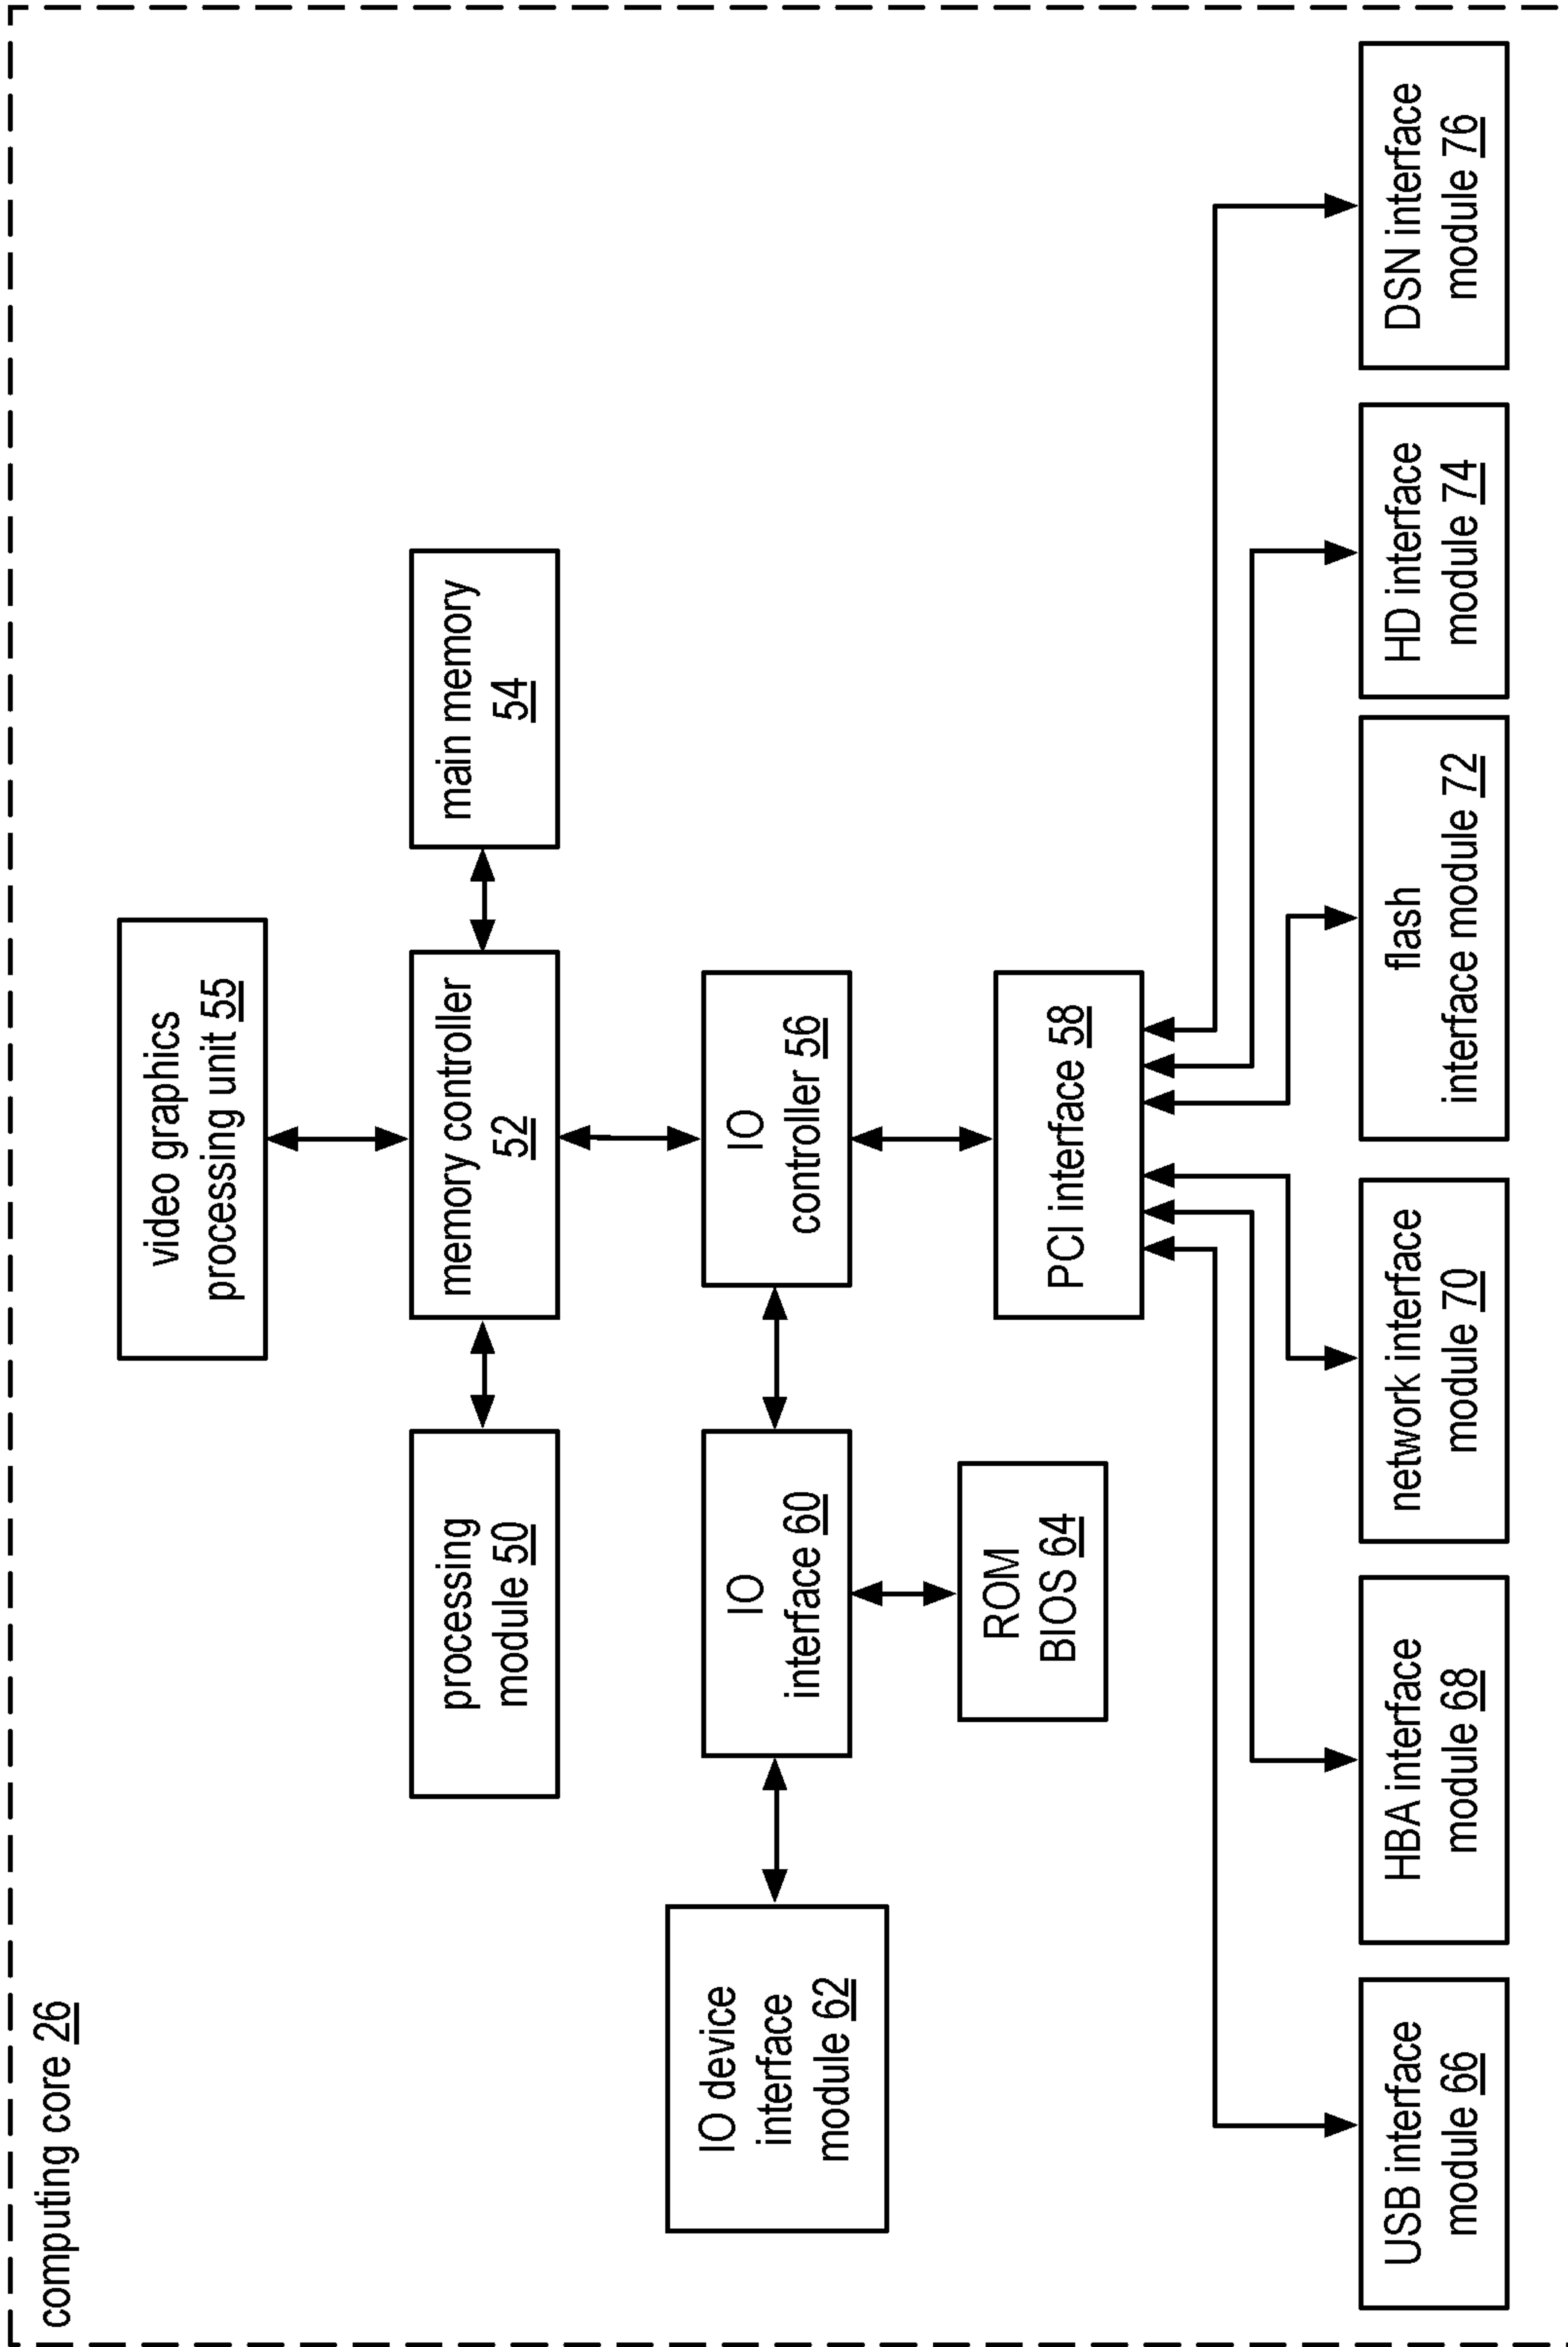 computing core 26
video graphics
processing unit 55
processing
module 50
memory controller
52
main memory
54
IO device
interface
module 62
IO
interface 60
IO
controller 56
ROM
BIOS 64
PCI interface 58
USB interface
module 66
HBA interface
module 68
network interface
module 70
flash
interface module 72
HD interface
module 74
DSN interface
module 76